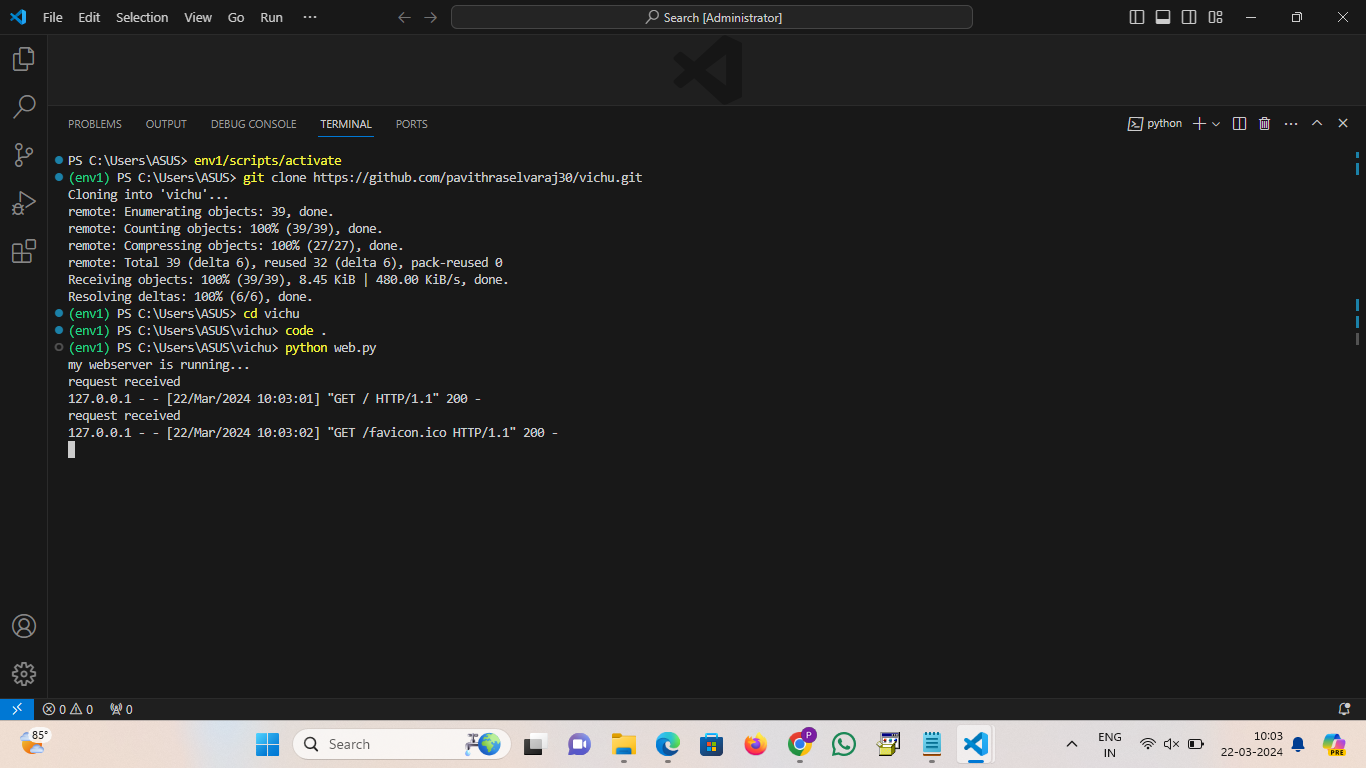 File Edit Selection View Go Run ···
Search [Administrator]
PROBLEMS OUTPUT DEBUG CONSOLE TERMINAL PORTS
python
PS C:\Users\ASUS> env1/scripts/activate
(env1) PS C:\Users\ASUS> git clone https://github.com/pavithraselvaraj30/vichu.git
Cloning into 'vichu'...
remote: Enumerating objects: 39, done.
remote: Counting objects: 100% (39/39), done.
remote: Compressing objects: 100% (27/27), done.
remote: Total 39 (delta 6), reused 32 (delta 6), pack-reused 0
Receiving objects: 100% (39/39), 8.45 KiB | 480.00 KiB/s, done.
Resolving deltas: 100% (6/6), done.
(env1) PS C:\Users\ASUS> cd vichu
(env1) PS C:\Users\ASUS\vichu> code .
(env1) PS C:\Users\ASUS\vichu> python web.py
my webserver is running...
request received
127.0.0.1 - - [22/Mar/2024 10:03:01] "GET / HTTP/1.1" 200 -
request received
127.0.0.1 - - [22/Mar/2024 10:03:02] "GET /favicon.ico HTTP/1.1" 200 -
0 0 0
85°
Search
P
ENG
IN
10:03
22-03-2024
PRE